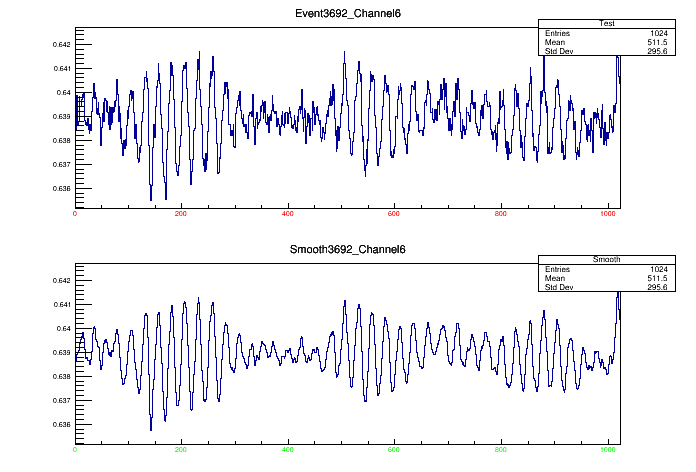 Event3692_Channel6
Test
Entries 1024
Mean 511.5
Std Dev 295.6
0.642
0.641
0.64
0.639
0.638
0.637
0.636
0 200 400 600 800 1000
Smooth3692_Channel6
Smooth
Entries 1024
Mean 511.5
Std Dev 295.6
0.642
0.641
0.64
0.639
0.638
0.637
0.636
0 200 400 600 800 1000